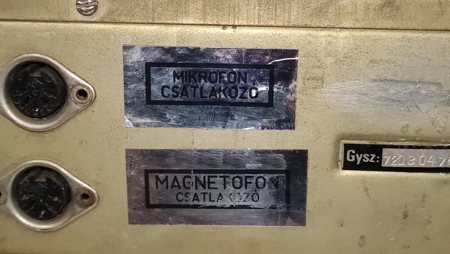 MIKROFON
CSATLAKOZÓ
MAGNETOFON
CSATLAKOZÓ
Gysz: